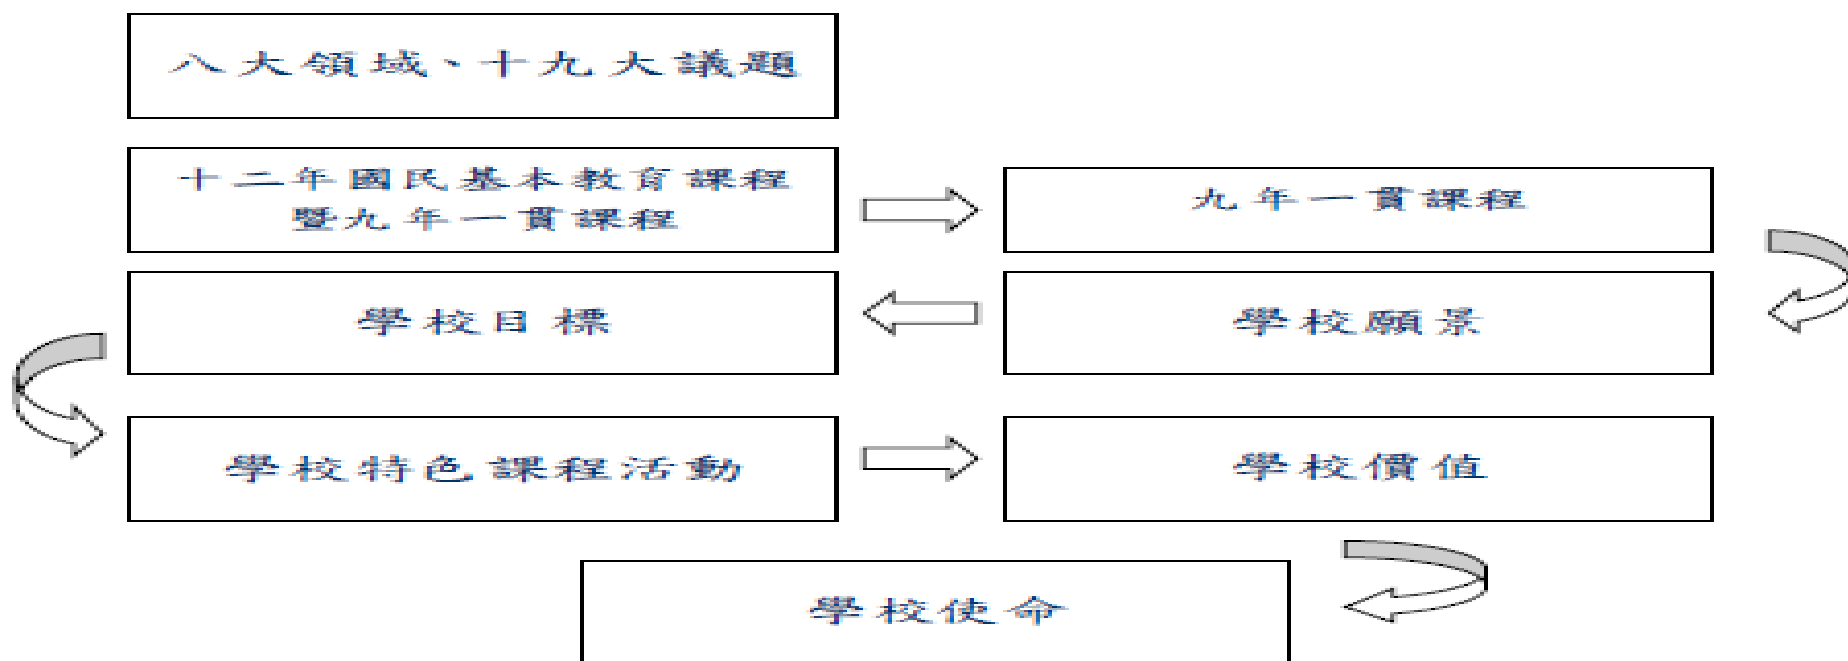 八大領域、十九大議題
十二年國民基本教育課程
暨九年一貫課程
九年一貫課程
學校目標
學校願景
學校特色課程活動
學校價值
學校使命